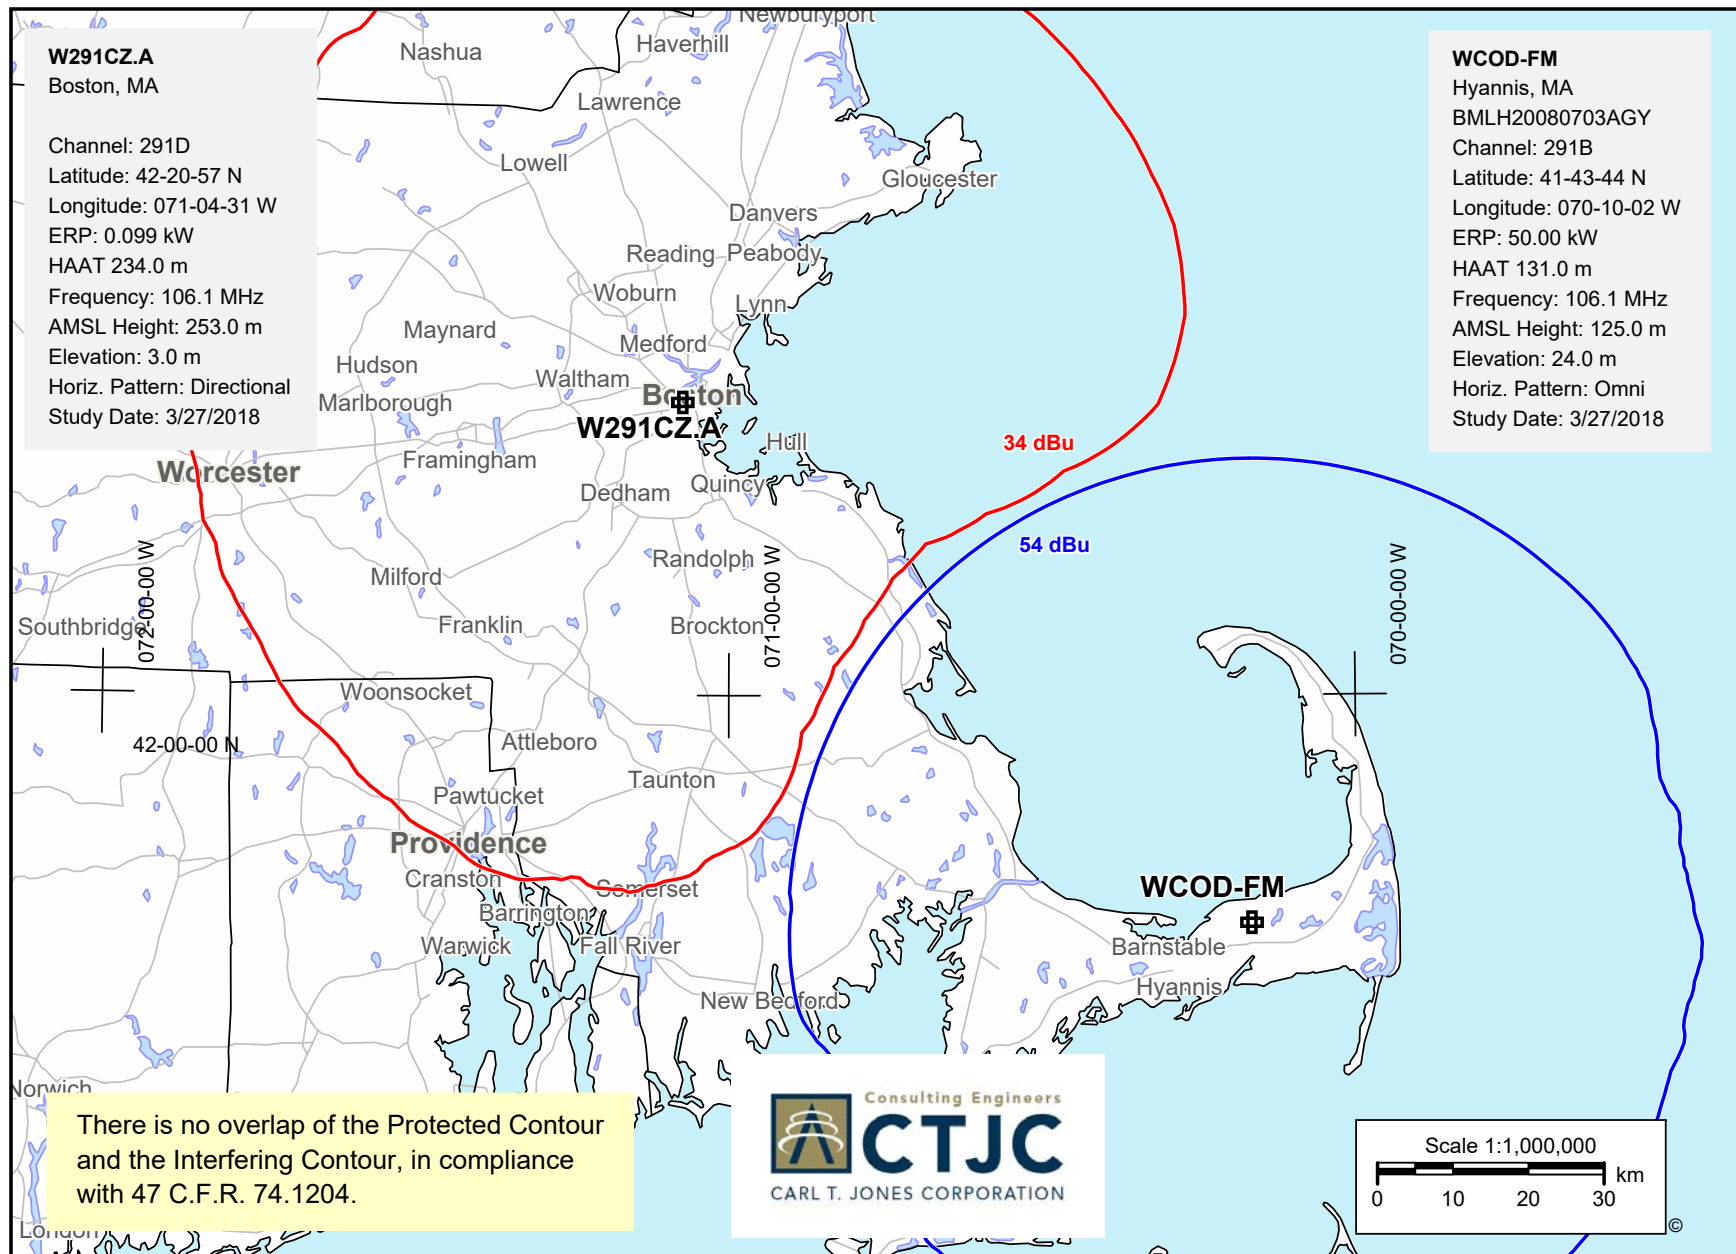 W291CZ.A
Boston, MA
Channel: 291D
Latitude: 42-20-57 N
Longitude: 071-04-31 W
ERP: 0.099 kW
HAAT 234.0 m
Frequency: 106.1 MHz
AMSL Height: 253.0 m
Elevation: 3.0 m
Horiz. Pattern: Directional
Study Date: 3/27/2018
WCOD-FM
Hyannis, MA
BMLH20080703AGY
Channel: 291B
Latitude: 41-43-44 N
Longitude: 070-10-02 W
ERP: 50.00 kW
HAAT 131.0 m
Frequency: 106.1 MHz
AMSL Height: 125.0 m
Elevation: 24.0 m
Horiz. Pattern: Omni
Study Date: 3/27/2018
Newburyport
Nashua
Haverhill
Lawrence
Lowell
Gloucester
Danvers
Reading
Peabody
Woburn
Lynn
Maynard
Medford
Hudson
Waltham
Marlborough
Boston
W291CZ.A
Hull
34 dBu
Framingham
Worcester
Dedham
Quincy
54 dBu
Randolph
Milford
072-00-00 W
071-00-00 W
070-00-00 W
Southbridge
Franklin
Brockton
Woonsocket
42-00-00 N
Attleboro
Taunton
Pawtucket
Providence
Cranston
Somerset
WCOD-FM
Barrington
Warwick
Fall River
Barnstable
Hyannis
New Bedford
Norwich
There is no overlap of the Protected Contour
and the Interfering Contour, in compliance
with 47 C.F.R. 74.1204.
Consulting Engineers
CTJC
CARL T. JONES CORPORATION
Scale 1:1,000,000
km
0 10 20 30
©
London